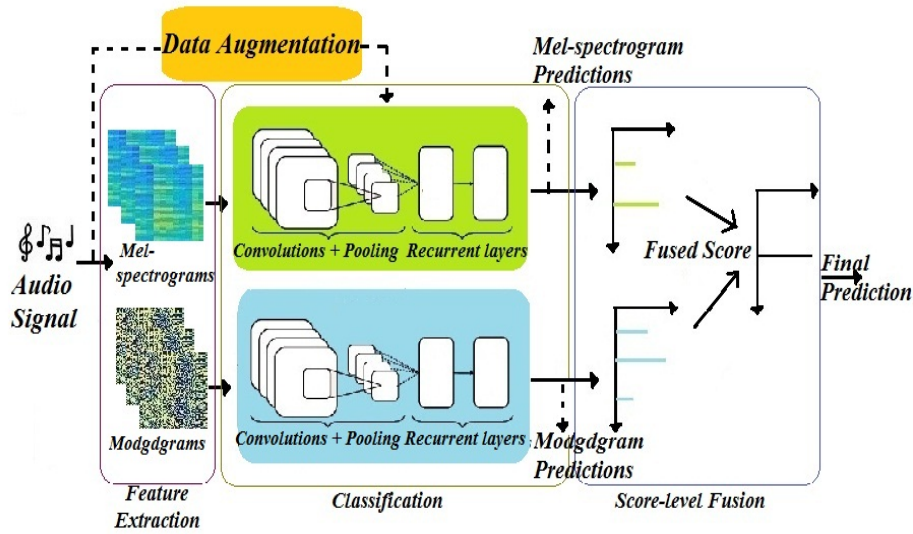 Data Augmentation
Mel-spectrogram
Predictions
Audio
Signal
Mel-
spectrograms
Convolutions + Pooling
Recurrent layers
Fused Score
Final
Prediction
Modgdgrams
Convolutions + Pooling
Recurrent layers
Modgdgram
Predictions
Feature
Extraction
Classification
Score-level Fusion